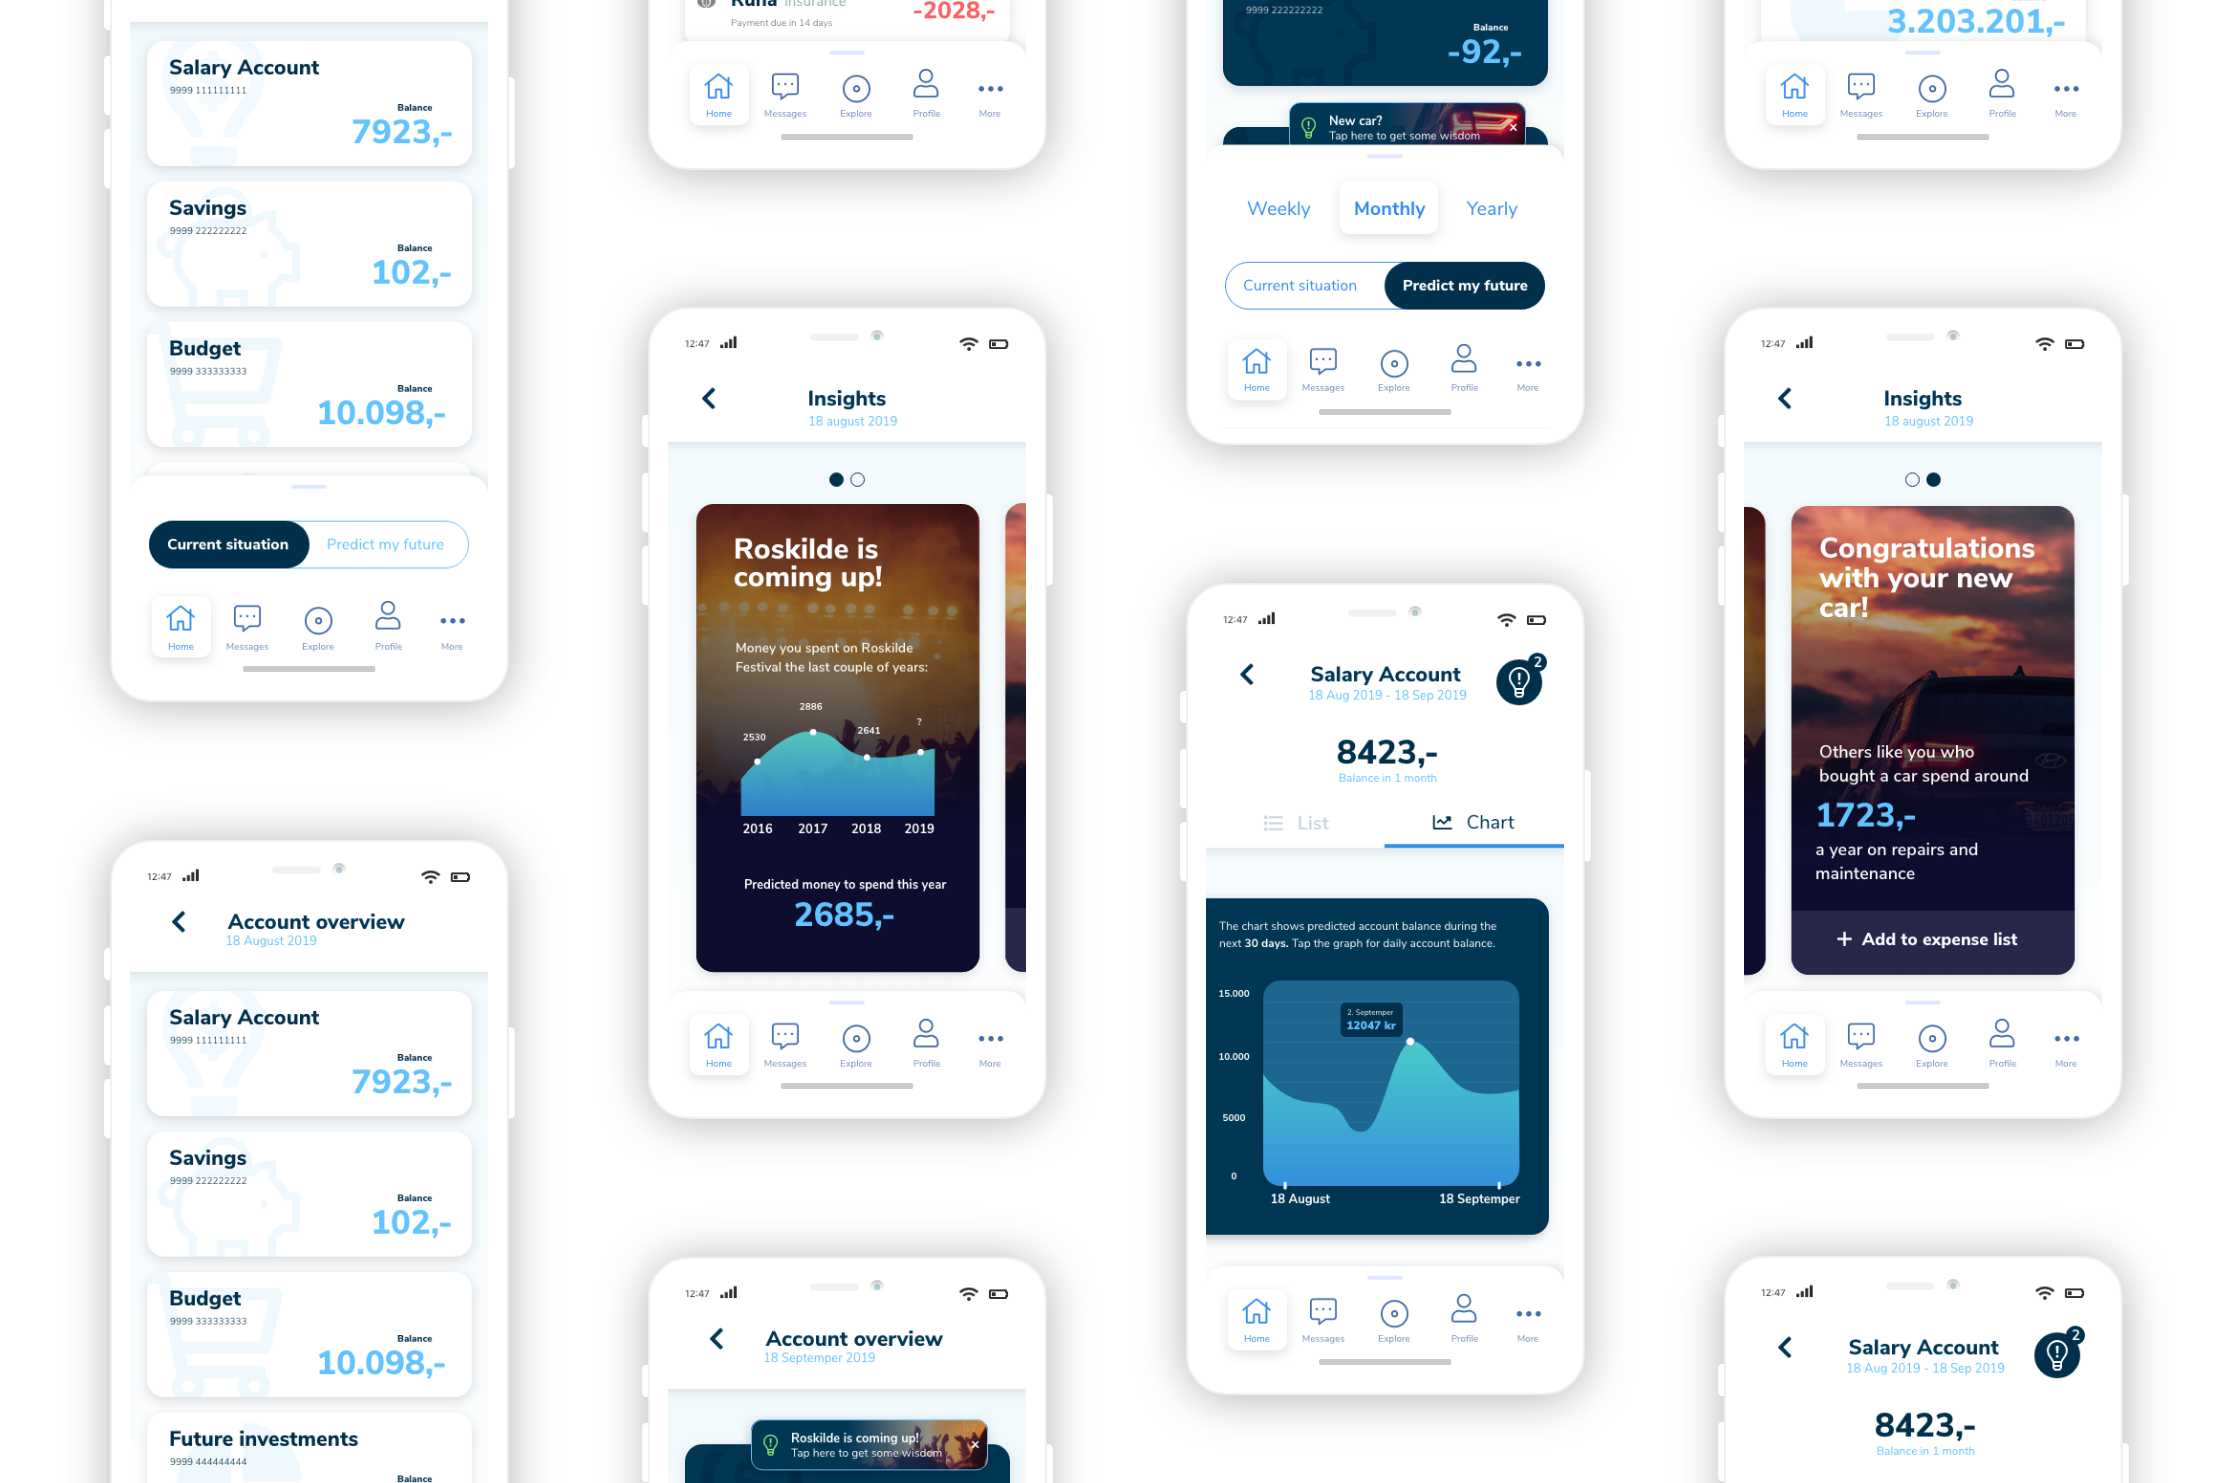 Salary Account
9999 111111111
Balance
7923,-
Savings
9999 222222222
Balance
102,-
Budget
9999 333333333
Balance
10.098,-
Current situation
Predict my future
Home
Messages
Explore
Profile
More
12:47
Account overview
18 August 2019
Salary Account
9999 111111111
Balance
7923,-
Savings
9999 222222222
Balance
102,-
Budget
9999 333333333
Balance
10.098,-
Future investments
9999 444444444
Balance
Runa insurance
Payment due in 14 days
-2028,-
Home
Messages
Explore
Profile
More
12:47
Insights
18 august 2019
Roskilde is
coming up!
Money you spent on Roskilde
Festival the last couple of years:
2530
2886
2641
?
2016
2017
2018
2019
Predicted money to spend this year
2685,-
Home
Messages
Explore
Profile
More
12:47
Account overview
18 Septemper 2019
Roskilde is coming up!
Tap here to get some wisdom
9999 222222222
Balance
-92,-
New car?
Tap here to get some wisdom
Weekly
Monthly
Yearly
Current situation
Predict my future
Home
Messages
Explore
Profile
More
12:47
Salary Account
18 Aug 2019 - 18 Sep 2019
2
8423,-
Balance in 1 month
List
Chart
The chart shows predicted account balance during the
next 30 days. Tap the graph for daily account balance.
15.000
10.000
5000
0
2. Septemper
12047 kr
18 August
18 Septemper
Home
Messages
Explore
Profile
More
3.203.201,-
Home
Messages
Explore
Profile
More
12:47
Insights
18 august 2019
Congratulations
with your new
car!
Others like you who
bought a car spend around
1723,-
a year on repairs and
maintenance
+ Add to expense list
Home
Messages
Explore
Profile
More
12:47
Salary Account
18 Aug 2019 - 18 Sep 2019
2
8423,-
Balance in 1 month